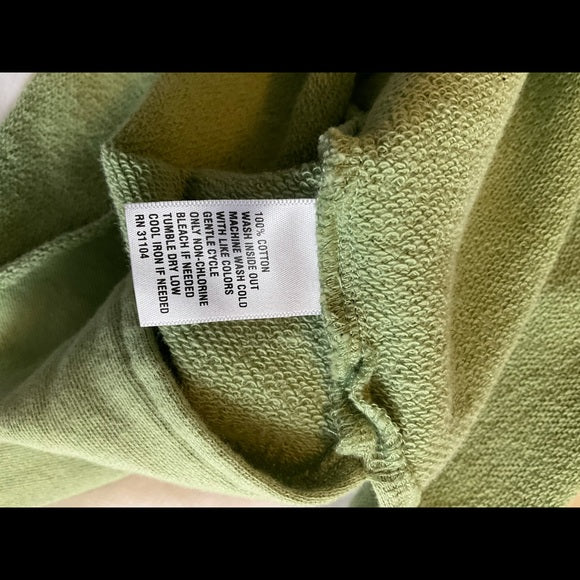 100% COTTON
WASH INSIDE OUT
MACHINE WASH COLD
WITH LIKE COLORS
GENTLE CYCLE
ONLY NON-CHLORINE
BLEACH IF NEEDED
TUMBLE DRY LOW
COOL IRON IF NEEDED
RN 31104